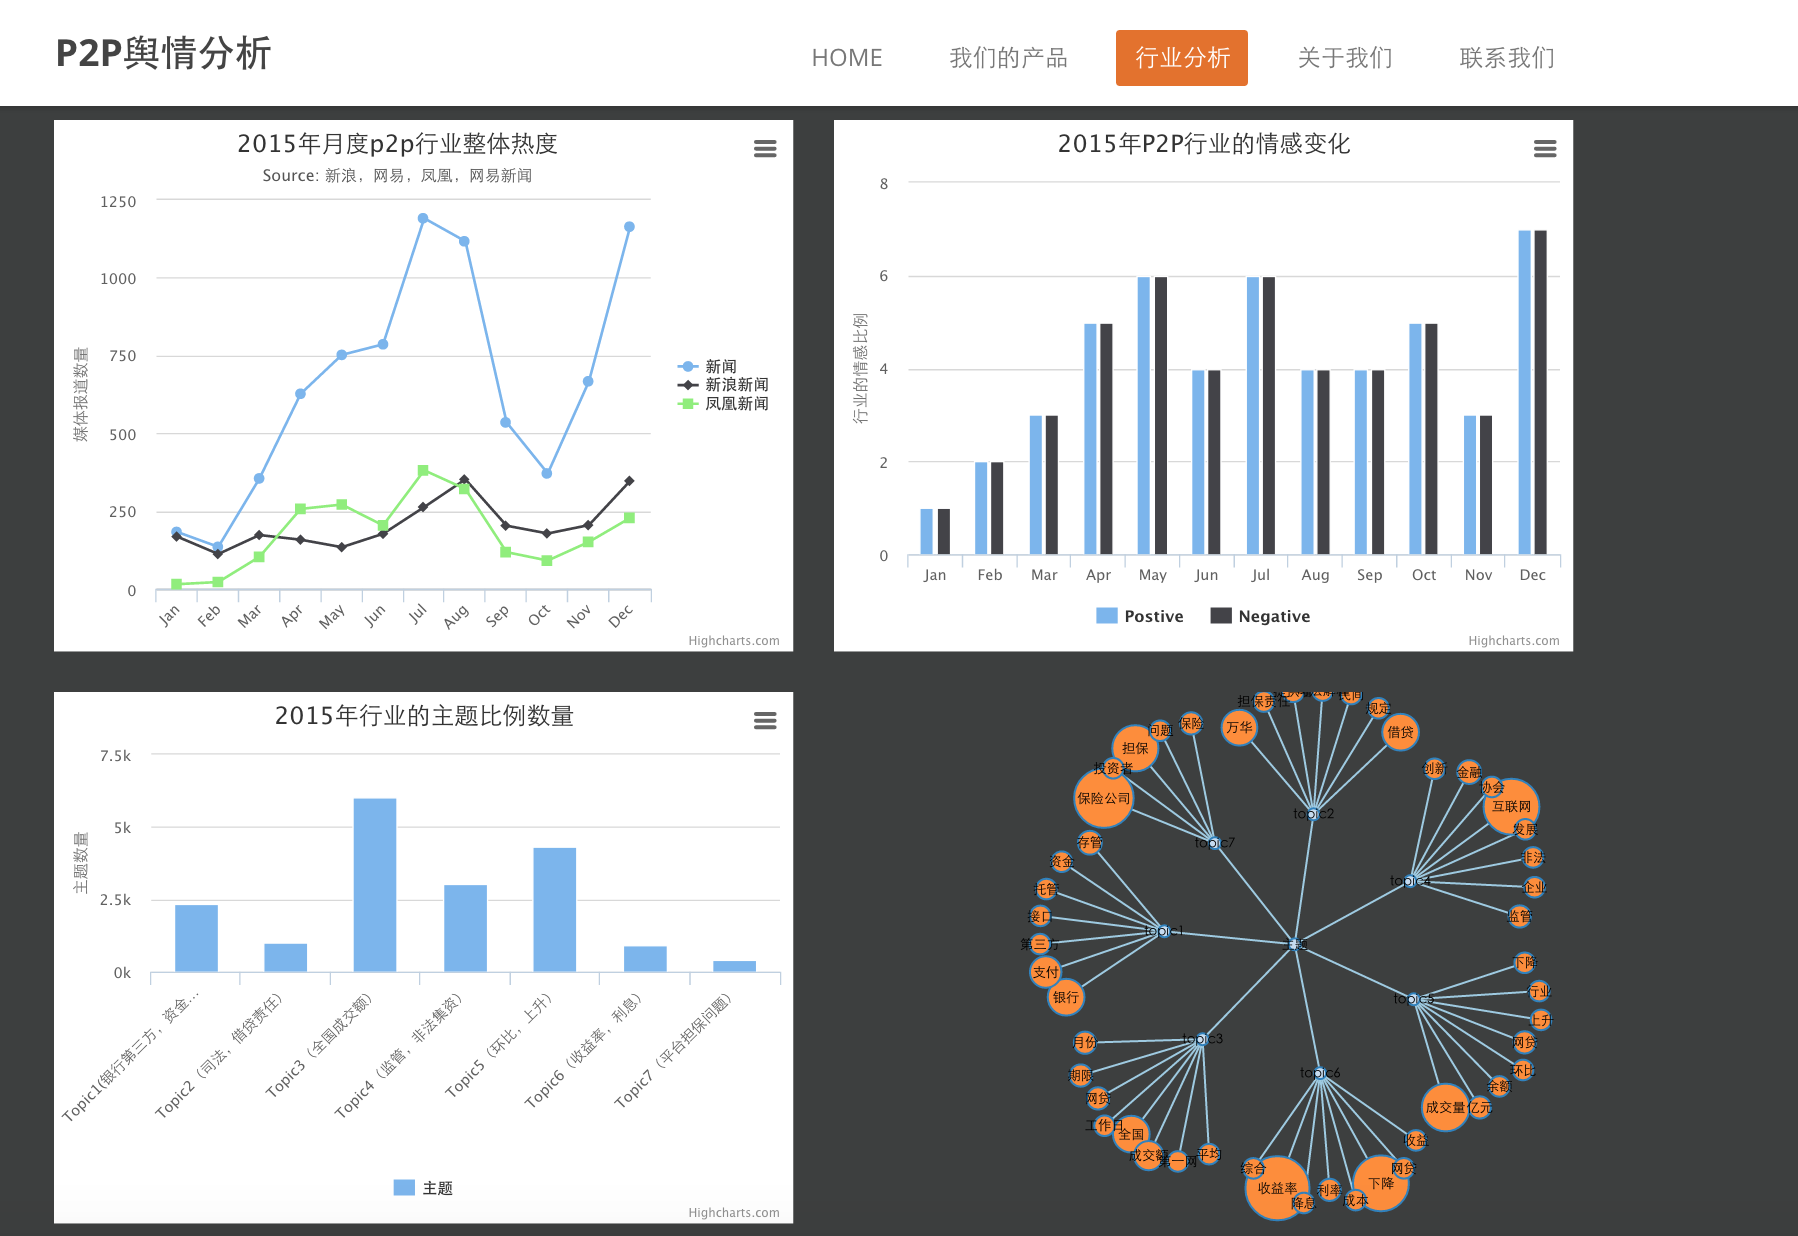 P2P舆情分析
HOME
我们的产品
行业分析
关于我们
联系我们
2015年月度p2p行业整体热度
Source: 新浪，网易，凤凰，网易新闻
媒体报道数量
1250
1000
750
500
250
0
Jan
Feb
Mar
Apr
May
Jun
Jul
Aug
Sep
Oct
Nov
Dec
新闻
新浪新闻
凤凰新闻
Highcharts.com
2015年P2P行业的情感变化
行业的情感比例
8
6
4
2
0
Jan
Feb
Mar
Apr
May
Jun
Jul
Aug
Sep
Oct
Nov
Dec
Postive
Negative
Highcharts.com
2015年行业的主题比例数量
主题数量
7.5k
5k
2.5k
0k
Topic1(银行第三方，资金…
Topic2（司法，借贷责任）
Topic3（全国成交额）
Topic4（监管，非法集资）
Topic5（环比，上升）
Topic6（收益率，利息）
Topic7（平台担保问题）
主题
Highcharts.com
主题
topic2
万华
担保责任
民间
规定
借贷
topic7
保险
问题
担保
投资者
保险公司
topic4
创新
金融
协会
互联网
发展
非法
企业
监管
topic1
存管
资金
托管
接口
第三方
支付
银行
topic5
下降
行业
上升
网贷
环比
余额
亿元
成交量
topic3
月份
期限
网贷
工作日
全国
成交额
第一网
平均
topic6
综合
收益率
降息
利率
成本
下降
网贷
收益